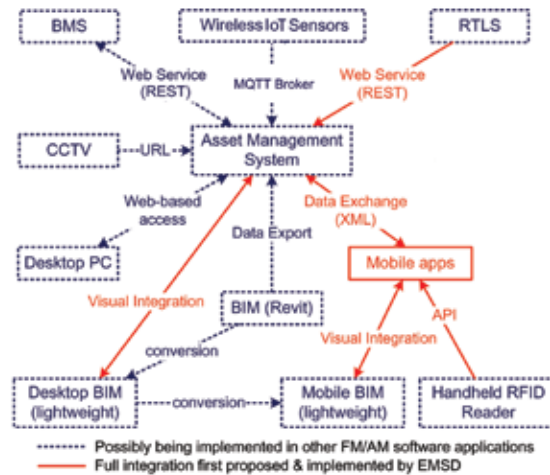 BMS
Wireless IoT Sensors
RTLS
Web Service
(REST)
MQTT Broker
Web Service
(REST)
CCTV
URL
Asset Management
System
Web-based
access
Data Exchange
(XML)
Data Export
Desktop PC
Mobile apps
Visual Integration
BIM (Revit)
API
Visual Integration
conversion
Desktop BIM
(lightweight)
conversion
Mobile BIM
(lightweight)
Handheld RFID
Reader
Possibly being implemented in other FM/AM software applications
Full integration first proposed & implemented by EMSD